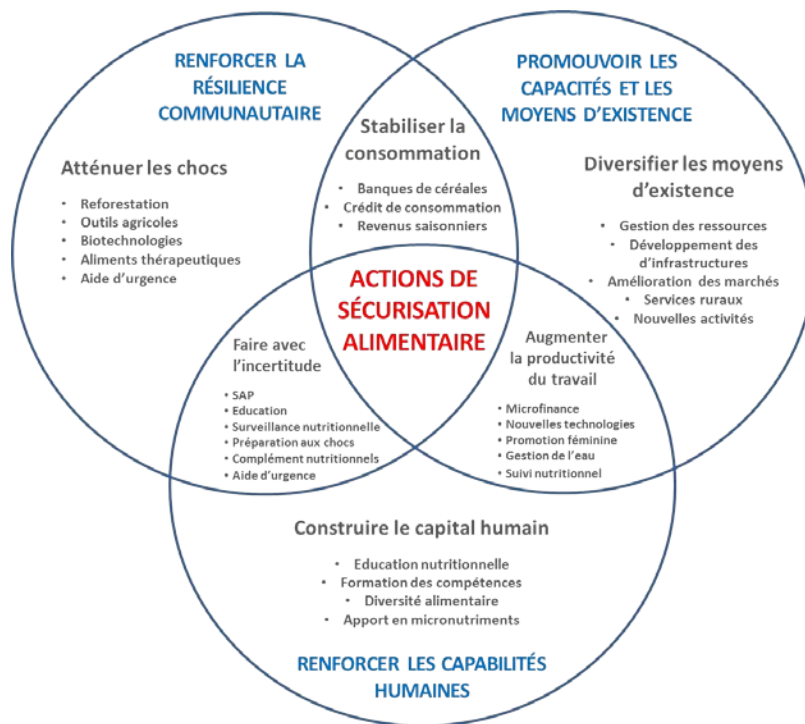 RENFORCER LA
RÉSILIENCE
COMMUNAUTAIRE
PROMOUVOIR LES
CAPACITÉS ET LES
MOYENS D'EXISTENCE
Stabiliser la
consommation
• Banques de céréales
• Crédit de consommation
• Revenus saisonniers
Atténuer les chocs
• Reforestation
• Outils agricoles
• Biotechnologies
• Aliments thérapeutiques
• Aide d'urgence
Diversifier les moyens
d'existence
• Gestion des ressources
• Développement des
d'infrastructures
• Amélioration des marchés
• Services ruraux
• Nouvelles activités
ACTIONS DE
SÉCURISATION
ALIMENTAIRE
Faire avec
l'incertitude
• SAP
• Education
• Surveillance nutritionnelle
• Préparation aux chocs
• Complément nutritionnels
• Aide d'urgence
Augmenter
la productivité
du travail
• Microfinance
• Nouvelles technologies
• Promotion féminine
• Gestion de l'eau
• Suivi nutritionnel
Construire le capital humain
• Education nutritionnelle
• Formation des compétences
• Diversité alimentaire
• Apport en micronutriments
RENFORCER LES CAPABILITÉS
HUMAINES